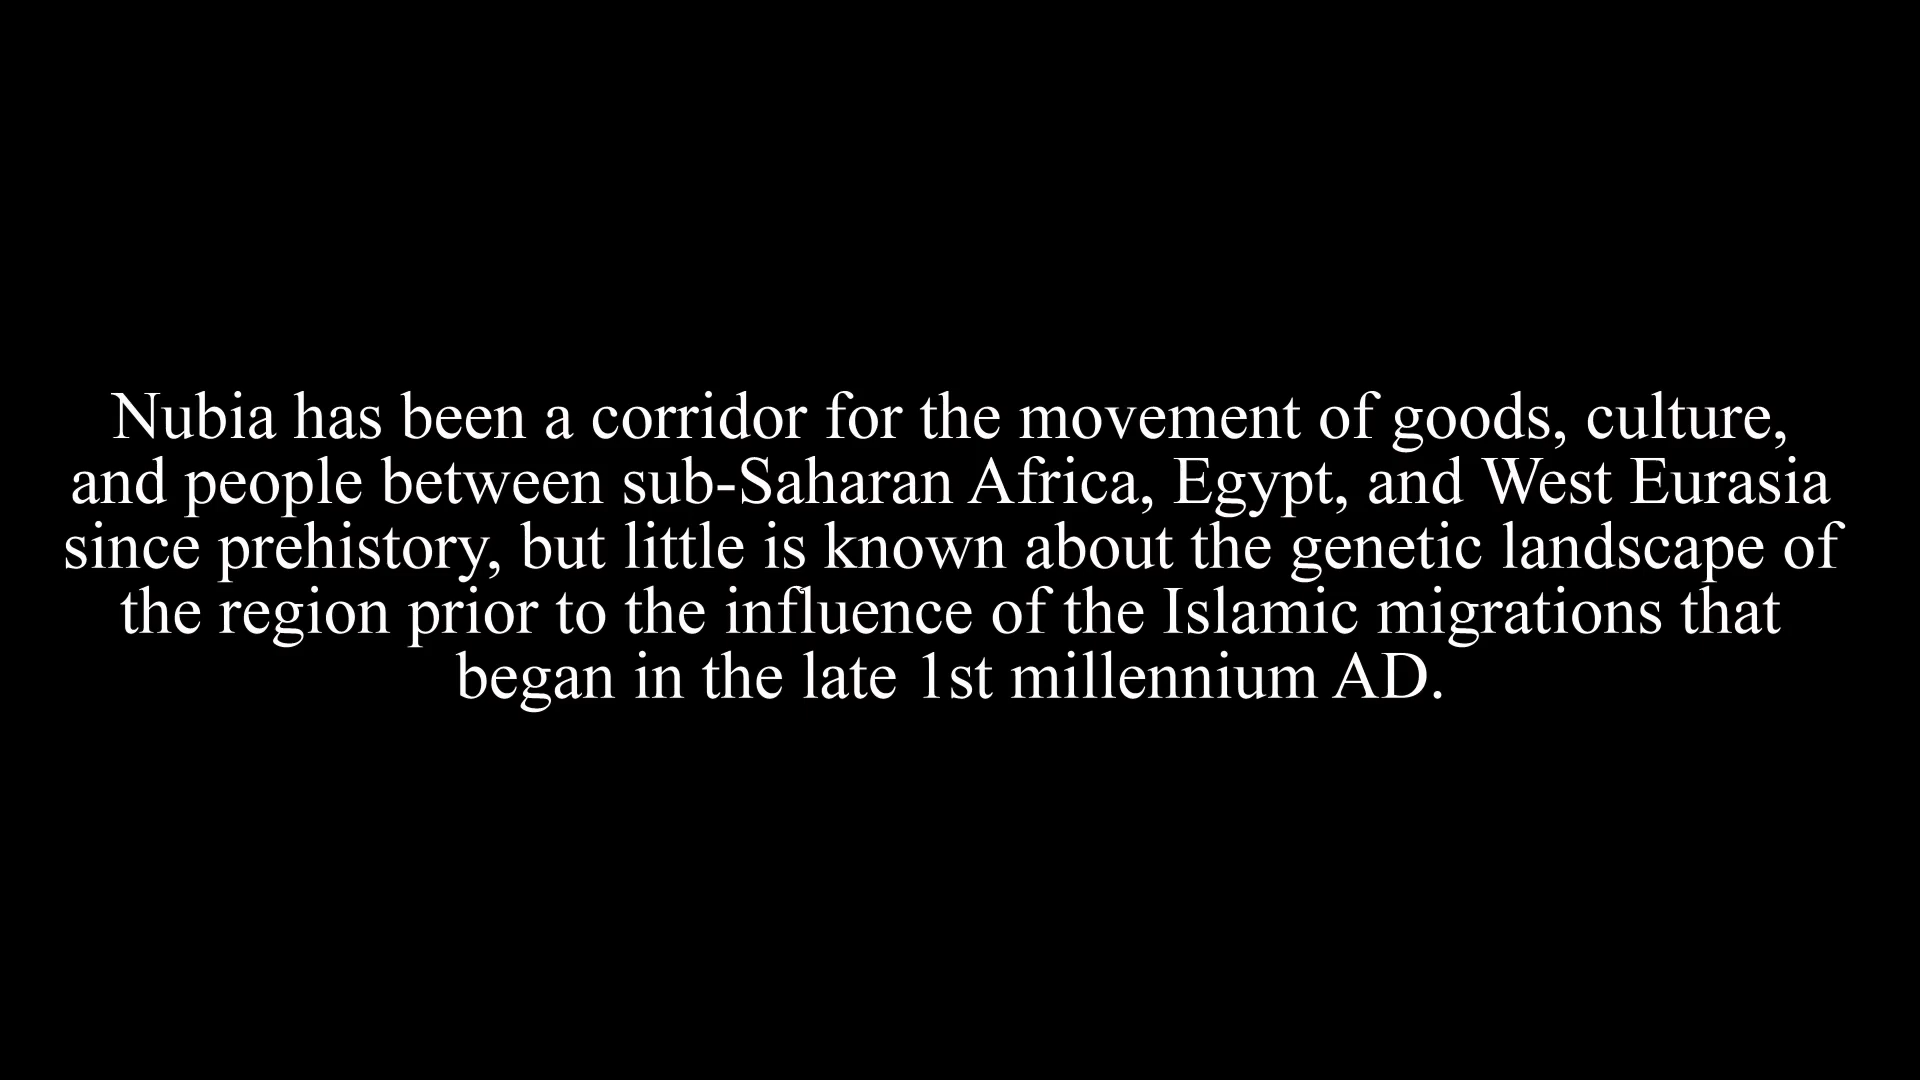 Nubia has been a corridor for the movement of goods, culture,
and people between sub-Saharan Africa, Egypt, and West Eurasia
since prehistory, but little is known about the genetic landscape of
the region prior to the influence of the Islamic migrations that
began in the late 1st millennium AD.